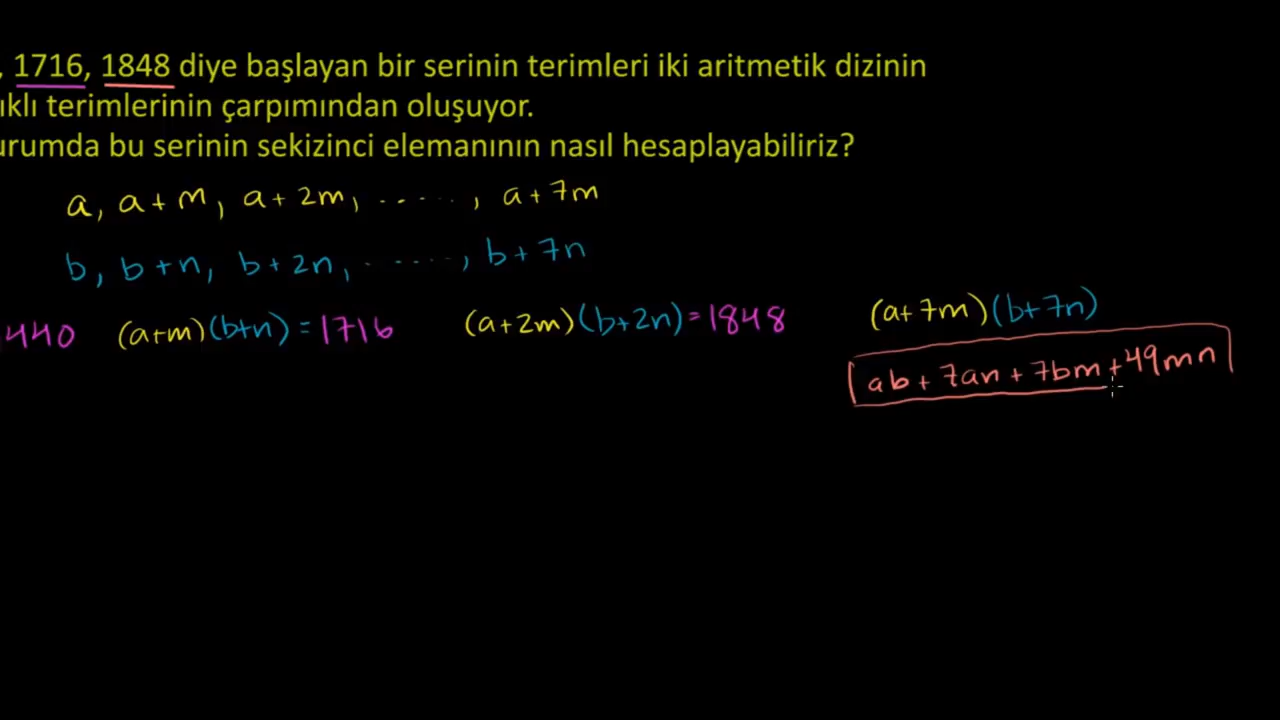 , 1716, 1848 diye başlayan bir serinin terimleri iki aritmetik dizinin
ıklı terimlerinin çarpımından oluşuyor.
urumda bu serinin sekizinci elemanının nasıl hesaplayabiliriz?
a, a+m, a+2m, ....., a+7m
b, b+n, b+2n, ......, b+7n
440 (a+m)(b+n) = 1716 (a+2m)(b+2n) = 1848 (a+7m)(b+7n)
ab + 7an + 7bm + 49mn